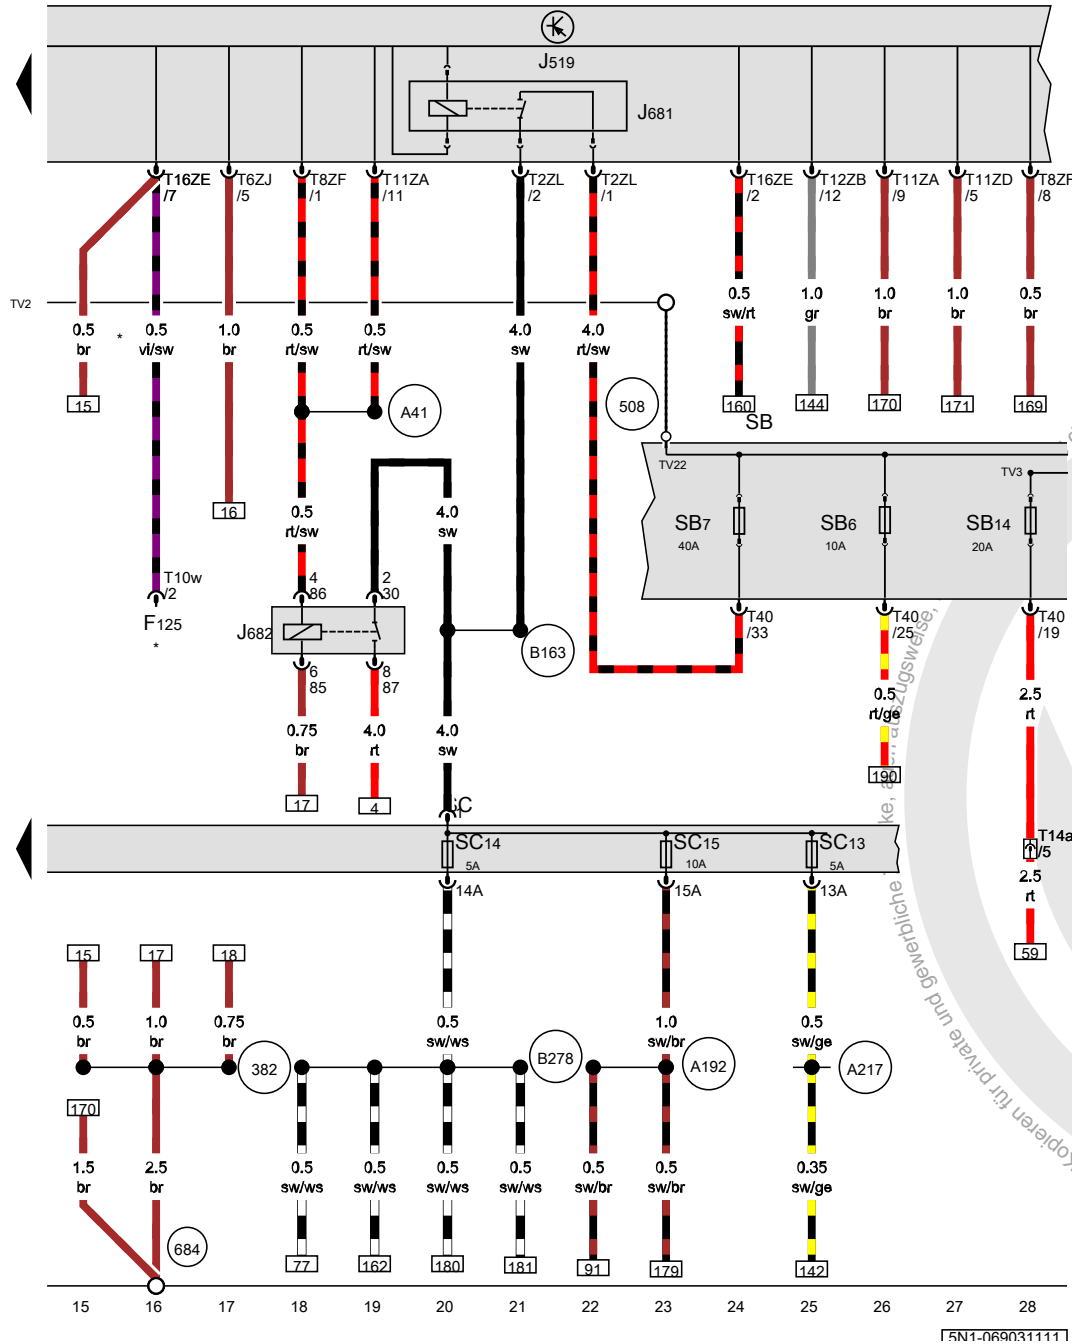 J519
J681
T16ZE
/7
T6ZJ
/5
T8ZF
/1
T11ZA
/11
T2ZL
/2
T2ZL
/1
T16ZE
/2
T12ZB
/12
T11ZA
/9
T11ZD
/5
T8ZF
/8
TV2
0.5
br
*
0.5
vi/sw
1.0
br
0.5
rt/sw
0.5
rt/sw
4.0
sw
4.0
rt/sw
0.5
sw/rt
1.0
gr
1.0
br
1.0
br
0.5
br
15
A41
508
160
144
170
171
169
SB
TV22
TV3
16
0.5
rt/sw
4.0
sw
SB7
40A
SB6
10A
SB14
20A
T10w
/2
F125
*
4
86
2
30
J682
6
85
8
87
B163
T40
/33
T40
/25
T40
/19
0.75
br
4.0
rt
4.0
sw
0.5
rt/ge
2.5
rt
17
4
190
SC
SC14
5A
SC15
10A
SC13
5A
T14a
/5
14A
15A
13A
2.5
rt
59
15
17
18
0.5
br
1.0
br
0.75
br
0.5
sw/ws
1.0
sw/br
0.5
sw/ge
382
B278
A192
A217
170
1.5
br
2.5
br
0.5
sw/ws
0.5
sw/ws
0.5
sw/ws
0.5
sw/ws
0.5
sw/br
0.5
sw/br
0.35
sw/ge
684
77
162
180
181
91
179
142
15 16 17 18 19 20 21 22 23 24 25 26 27 28
5N1-069031111
Kopieren für private und gewerbliche
auszugsweise,